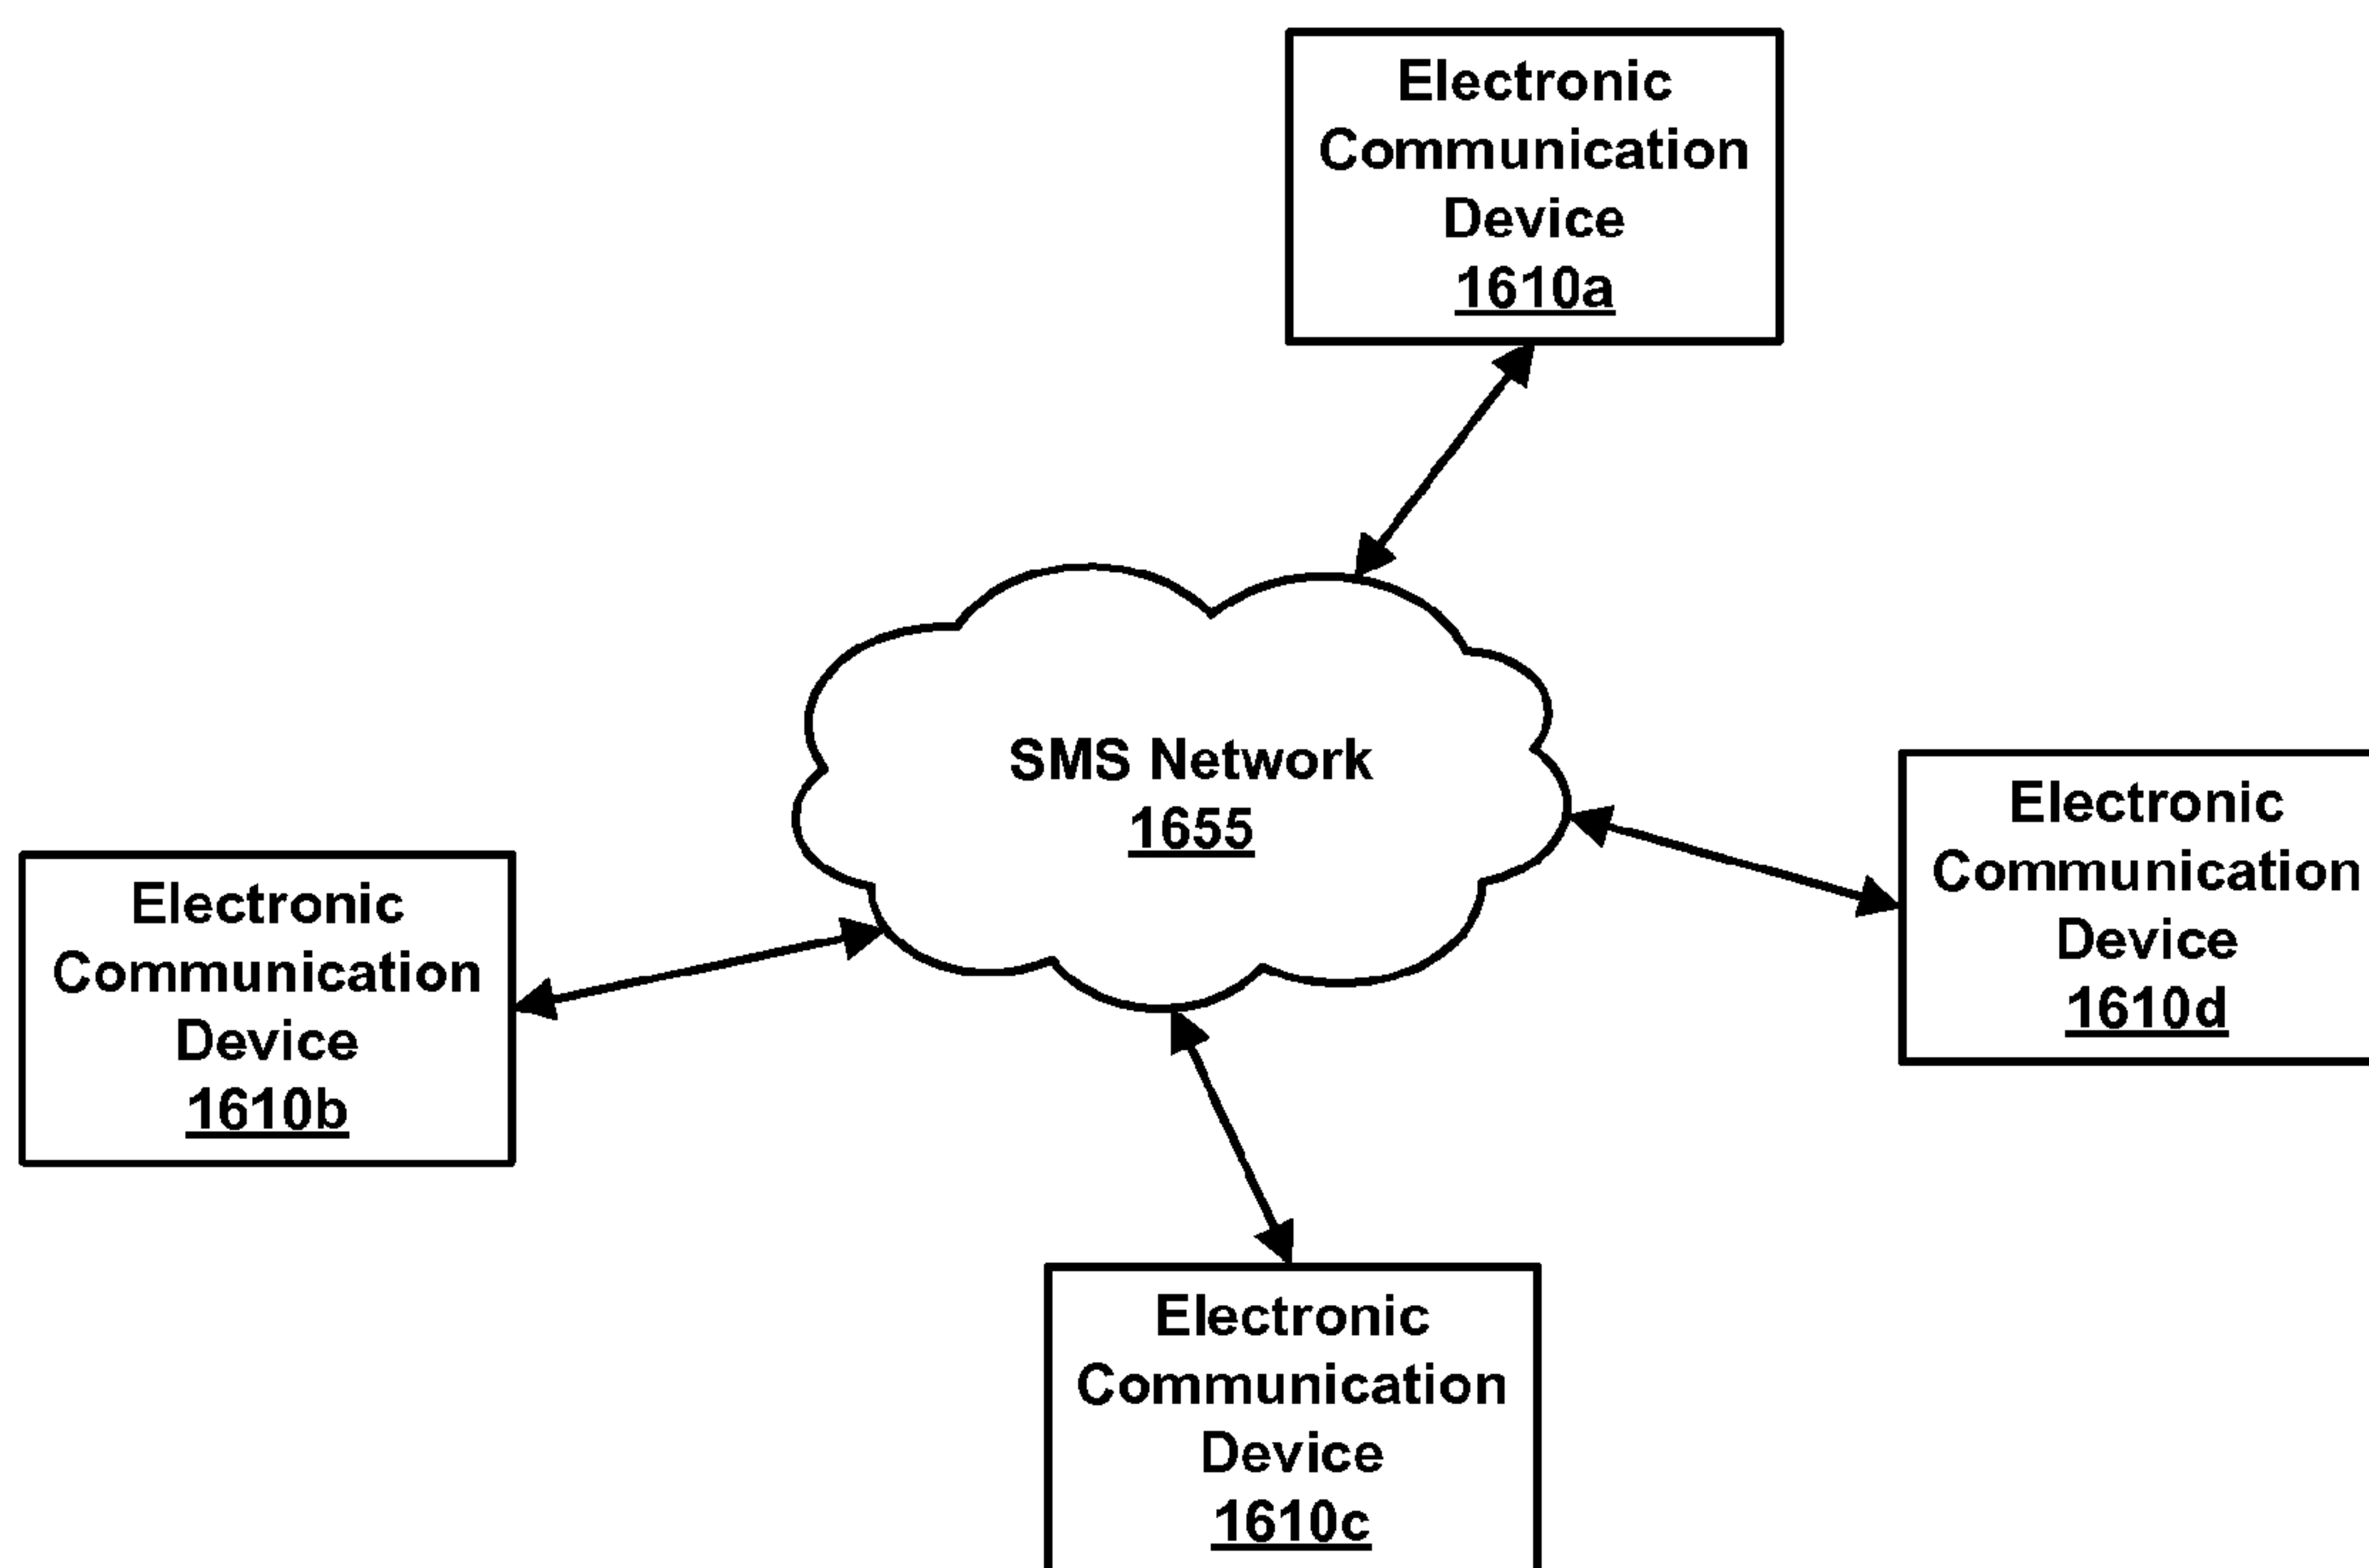 Electronic
Communication
Device
1610a
SMS Network
1655
Electronic
Communication
Device
1610d
Electronic
Communication
Device
1610b
Electronic
Communication
Device
1610c